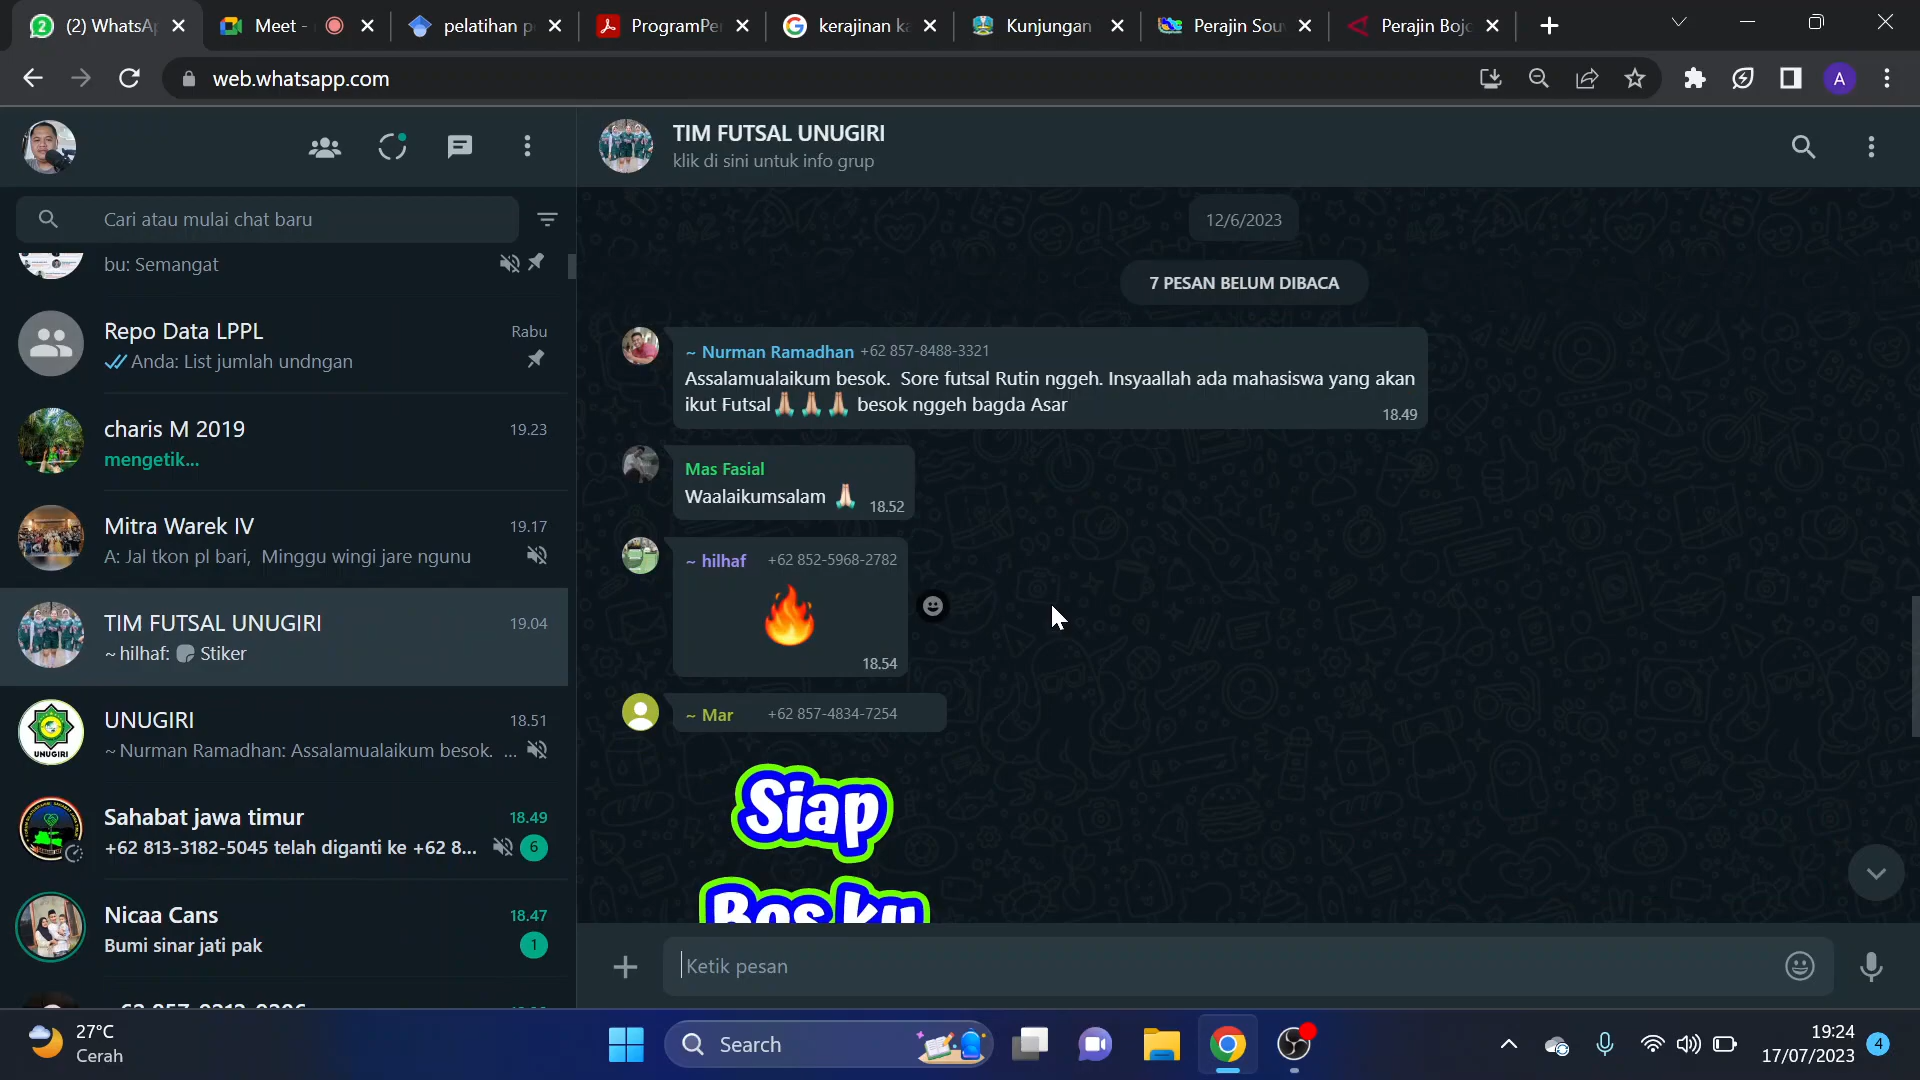 (2) WhatsA
Meet -
pelatihan p
ProgramPe
kerajinan k
Kunjungan
Perajin Sou
Perajin Boj
web.whatsapp.com
A
TIM FUTSAL UNUGIRI
klik di sini untuk info grup
Cari atau mulai chat baru
bu: Semangat
Repo Data LPPL
Rabu
Anda: List jumlah undngan
charis M 2019
19.23
mengetik...
Mitra Warek IV
19.17
A: Jal tkon pl bari, Minggu wingi jare ngunu
TIM FUTSAL UNUGIRI
19.04
~ hilhaf: Stiker
UNUGIRI
18.51
~ Nurman Ramadhan: Assalamualaikum besok. ...
UNUGIRI
Sahabat jawa timur
18.49
+62 813-3182-5045 telah diganti ke +62 8...
6
Nicaa Cans
18.47
Bumi sinar jati pak
1
12/6/2023
7 PESAN BELUM DIBACA
~ Nurman Ramadhan +62 857-8488-3321
Assalamualaikum besok. Sore futsal Rutin nggeh. Insyaallah ada mahasiswa yang akan
ikut Futsal🙏🏻🙏🏻🙏🏻 besok nggeh bagda Asar
18.49
Mas Fasial
Waalaikumsalam 🙏🏻
18.52
~ hilhaf +62 852-5968-2782
🔥
18.54
~ Mar +62 857-4834-7254
Siap
Bos ku
Ketik pesan
27°C
Cerah
Search
19:24
17/07/2023
4